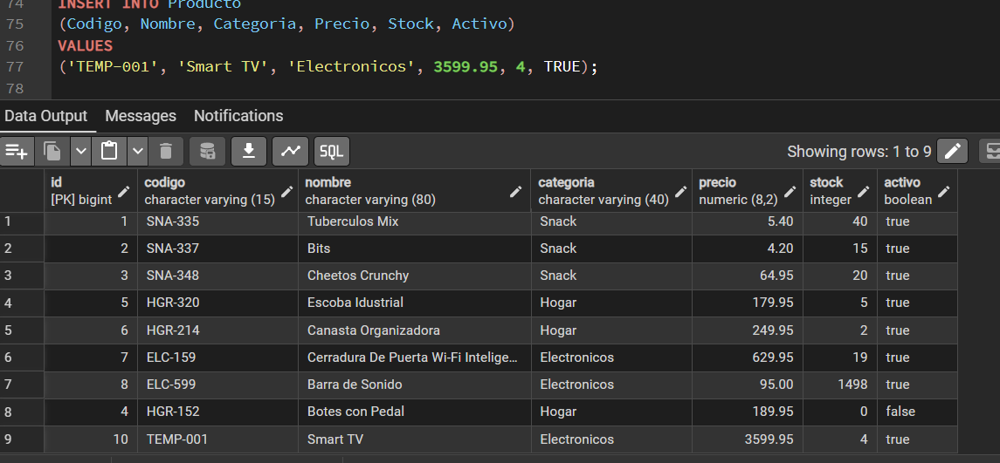 74 INSERT INTO Producto
75 (Codigo, Nombre, Categoria, Precio, Stock, Activo)
76 VALUES
77 ('TEMP-001', 'Smart TV', 'Electronicos', 3599.95, 4, TRUE);
78
Data Output Messages Notifications
SQL Showing rows: 1 to 9
id codigo nombre categoria precio stock activo
[PK] bigint character varying (15) character varying (80) character varying (40) numeric (8,2) integer boolean
1 1 SNA-335 Tuberculos Mix Snack 5.40 40 true
2 2 SNA-337 Bits Snack 4.20 15 true
3 3 SNA-348 Cheetos Crunchy Snack 64.95 20 true
4 5 HGR-320 Escoba Idustrial Hogar 179.95 5 true
5 6 HGR-214 Canasta Organizadora Hogar 249.95 2 true
6 7 ELC-159 Cerradura De Puerta Wi-Fi Intelige... Electronicos 629.95 19 true
7 8 ELC-599 Barra de Sonido Electronicos 95.00 1498 true
8 4 HGR-152 Botes con Pedal Hogar 189.95 0 false
9 10 TEMP-001 Smart TV Electronicos 3599.95 4 true